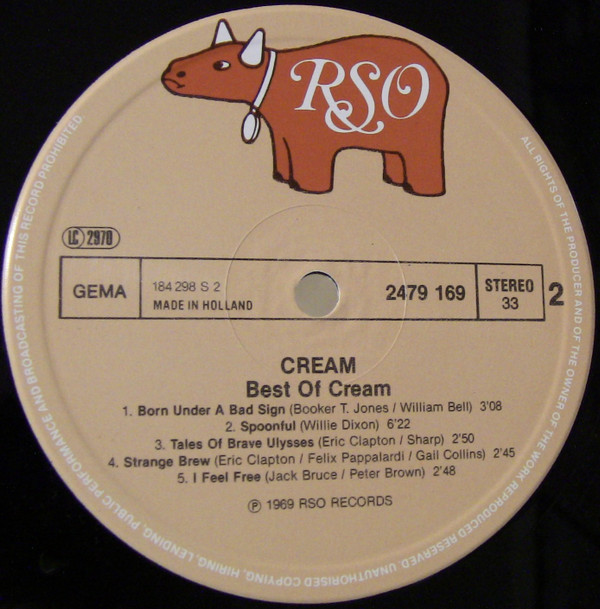 RSO
LC 2970
GEMA
184 298 S 2
MADE IN HOLLAND
2479 169
STEREO
33
2
CREAM
Best Of Cream
1. Born Under A Bad Sign (Booker T. Jones / William Bell) 3'08
2. Spoonful (Willie Dixon) 6'22
3. Tales Of Brave Ulysses (Eric Clapton / Sharp) 2'50
4. Strange Brew (Eric Clapton / Felix Pappalardi / Gail Collins) 2'45
5. I Feel Free (Jack Bruce / Peter Brown) 2'48
℗ 1969 RSO RECORDS
ALL RIGHTS OF THE PRODUCER AND OF THE OWNER OF THE WORK REPRODUCED RESERVED. UNAUTHORISED COPYING, HIRING, LENDING, PUBLIC PERFORMANCE AND BROADCASTING OF THIS RECORD PROHIBITED.